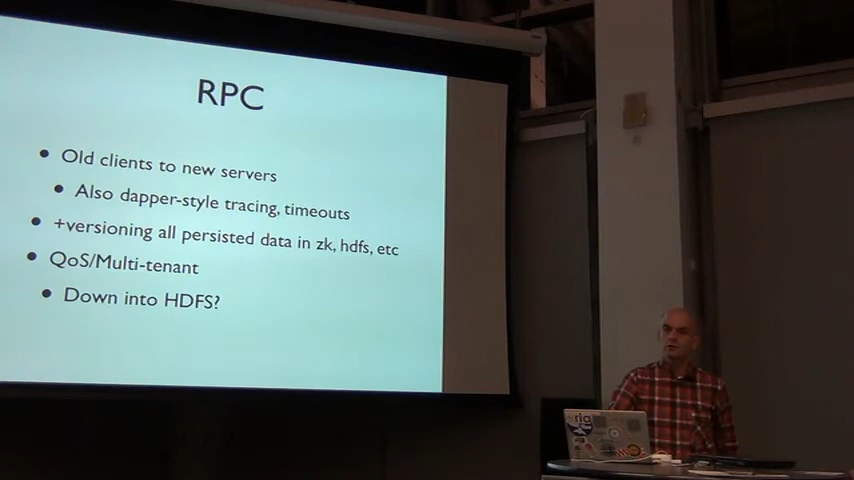 RPC
Old clients to new servers
Also dapper-style tracing, timeouts
+versioning all persisted data in zk, hdfs, etc
QoS/Multi-tenant
Down into HDFS?
ria